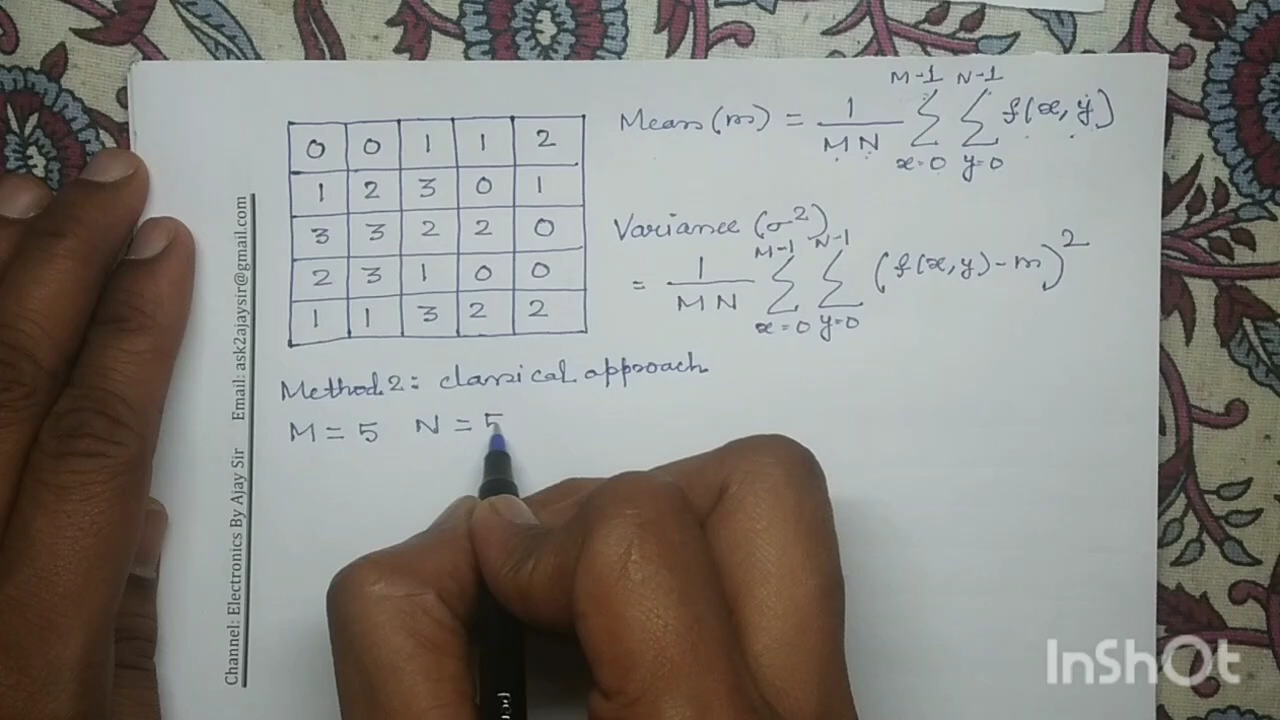 Channel: Electronics By Ajay Sir Email: ask2ajaysir@gmail.com
0 0 1 1 2
1 2 3 0 1
3 3 2 2 0
2 3 1 0 0
1 1 3 2 2
M-1 N-1
Mean(m) = 1/MN Σ Σ f(x,y)
x=0 y=0
Variance (σ²)
M-1 N-1
= 1/MN Σ Σ (f(x,y)-m)²
x=0 y=0
Method 2: classical approach
M = 5 N = 5
InShOt